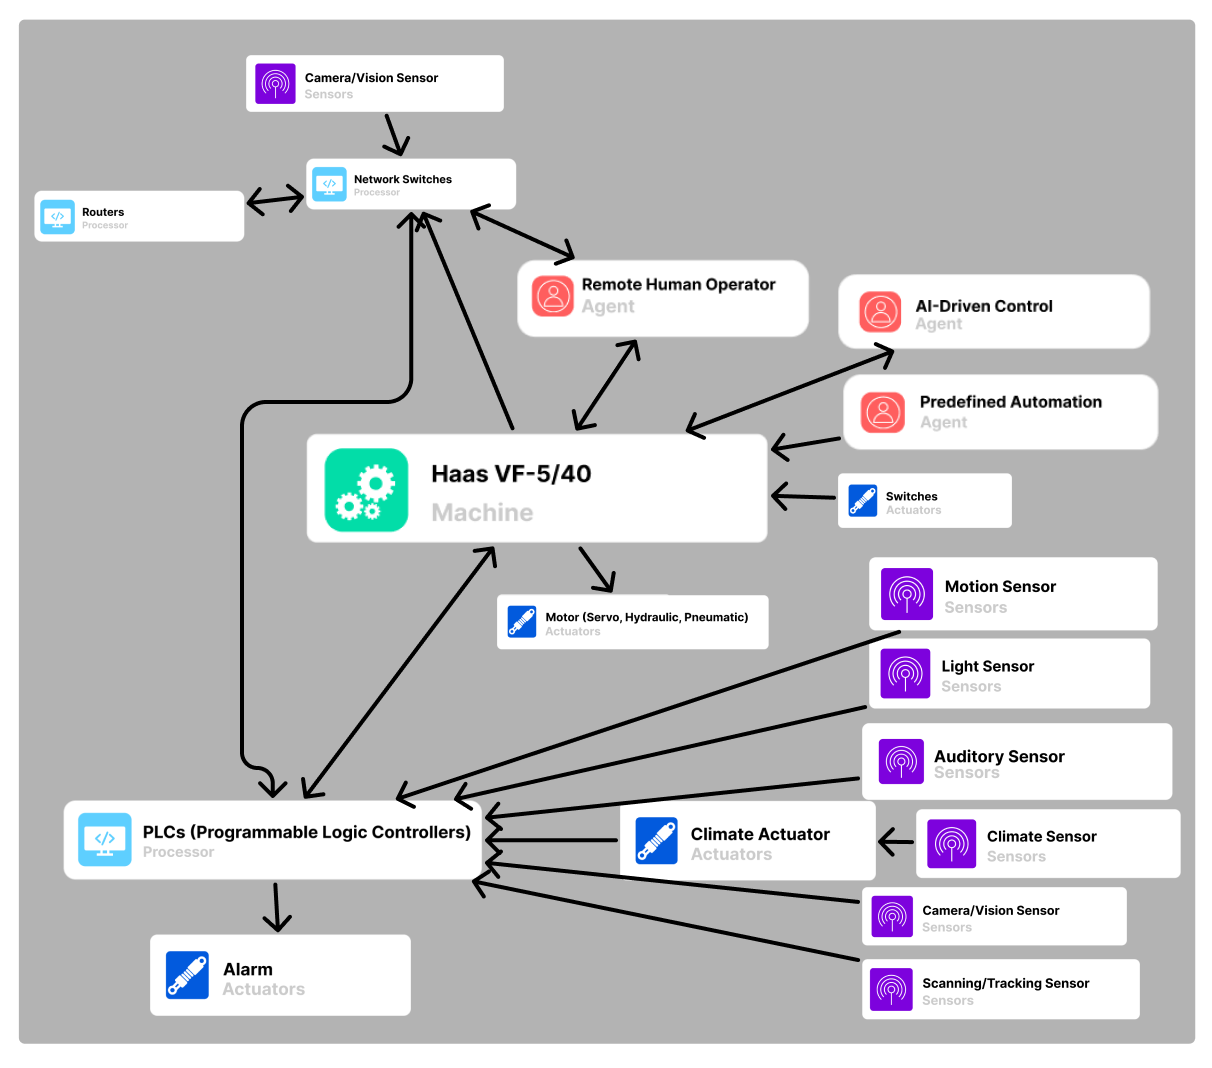 Camera/Vision Sensor
Sensors
Network Switches
Processor
Routers
Processor
Remote Human Operator
Agent
AI-Driven Control
Agent
Predefined Automation
Agent
Haas VF-5/40
Machine
Switches
Actuators
Motor (Servo, Hydraulic, Pneumatic)
Actuators
Motion Sensor
Sensors
Light Sensor
Sensors
Auditory Sensor
Sensors
PLCs (Programmable Logic Controllers)
Processor
Climate Actuator
Actuators
Climate Sensor
Sensors
Camera/Vision Sensor
Sensors
Alarm
Actuators
Scanning/Tracking Sensor
Sensors